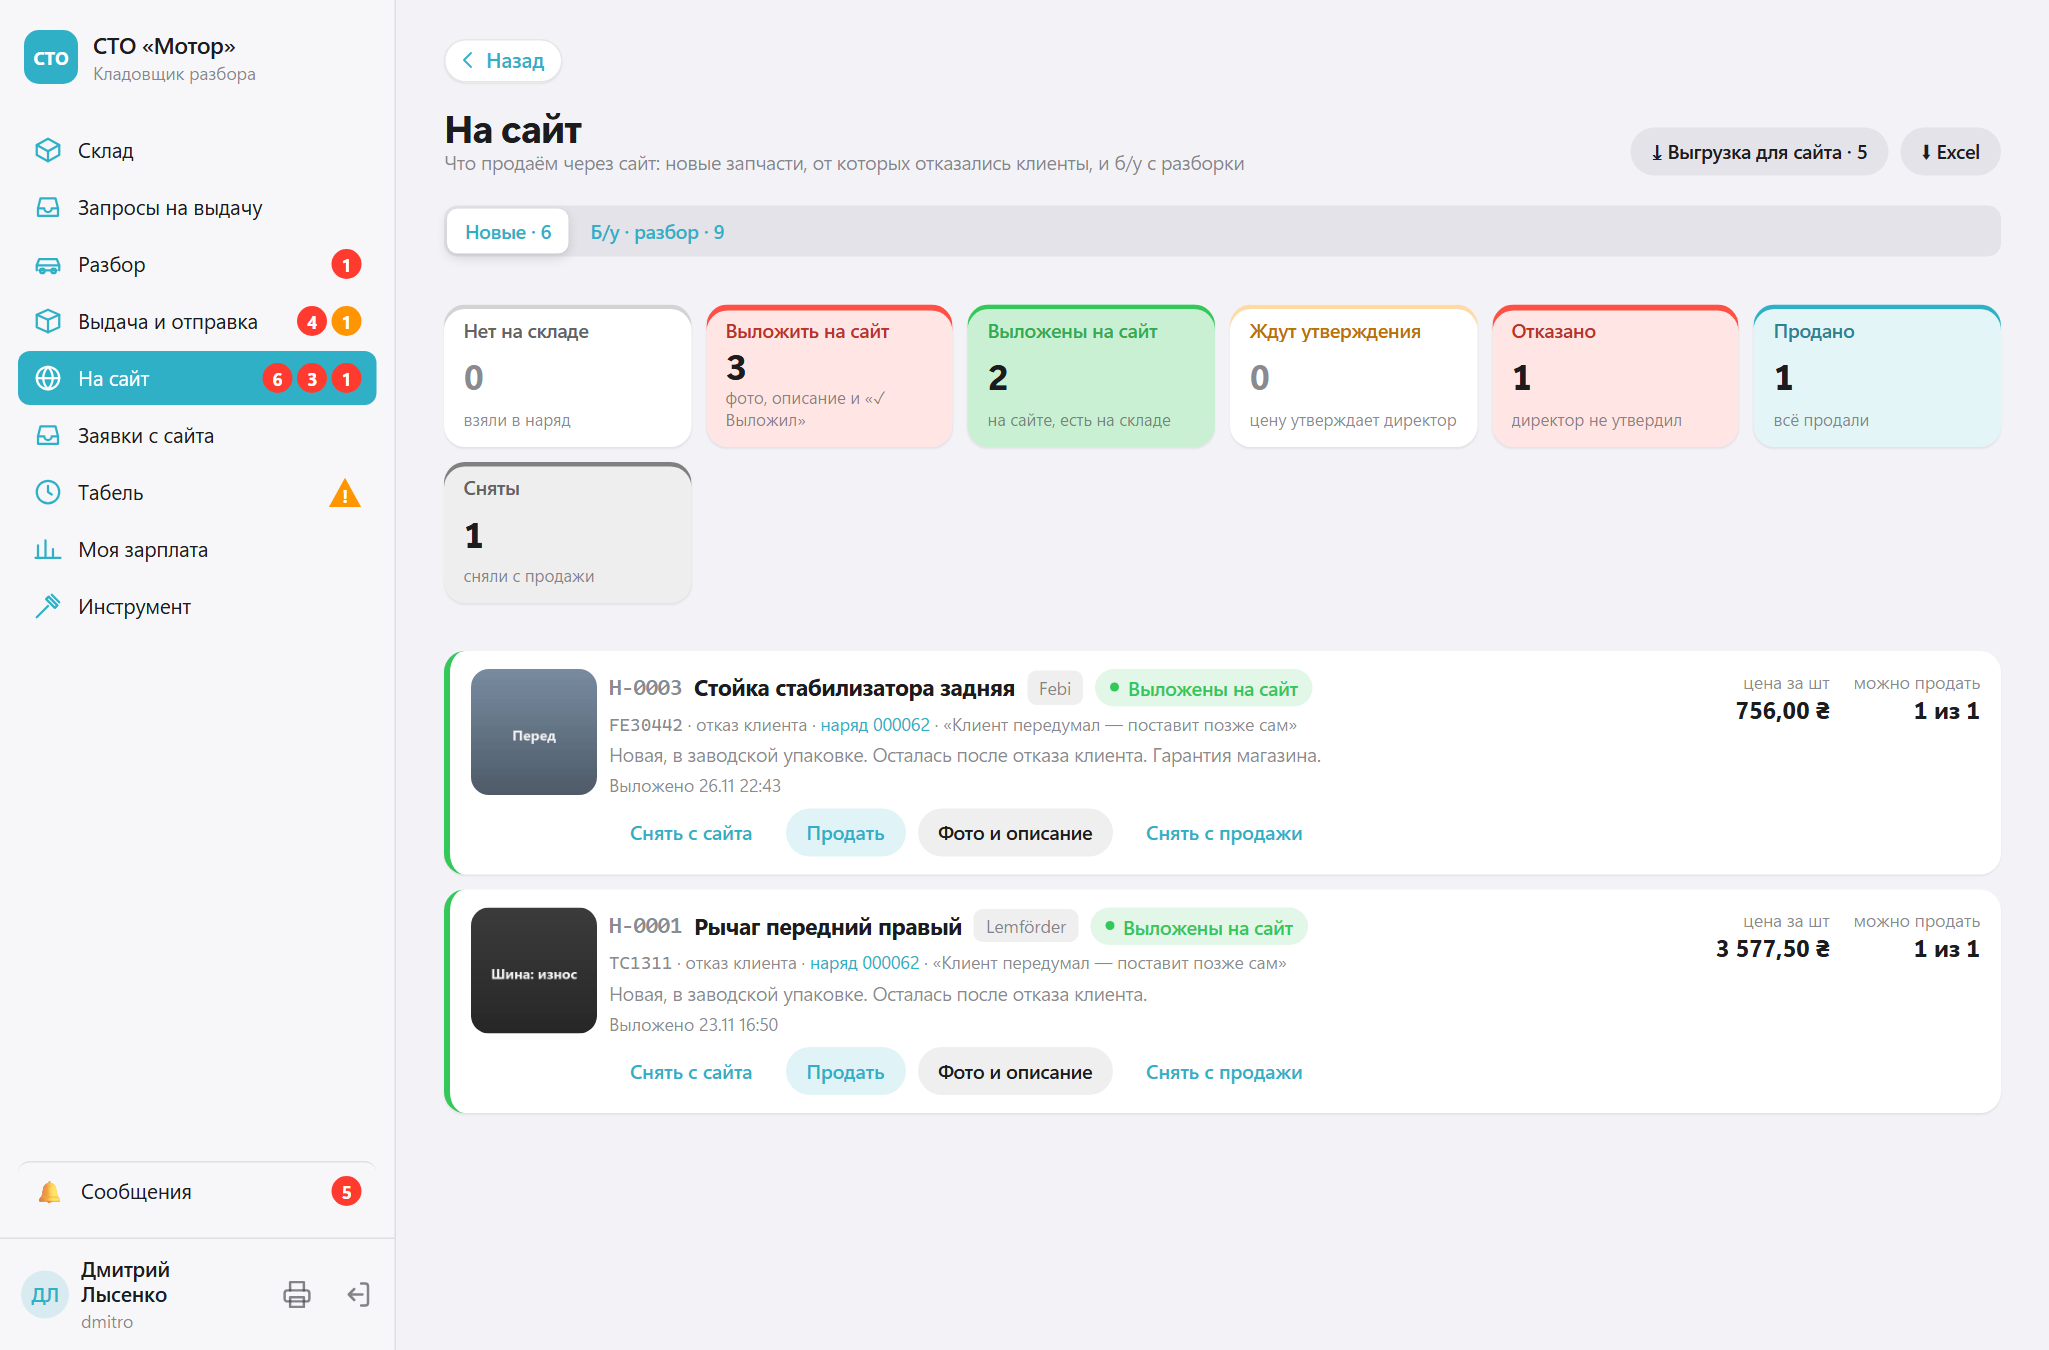 СТО
СТО «Мотор»
Кладовщик разбора
Склад
Запросы на выдачу
Разбор 1
Выдача и отправка 4 1
На сайт 6 3 1
Заявки с сайта
Табель
Моя зарплата
Инструмент
Сообщения 5
ДЛ
Дмитрий
Лысенко
dmitro
Назад
На сайт
Что продаём через сайт: новые запчасти, от которых отказались клиенты, и б/у с разборки
⤓ Выгрузка для сайта · 5
⬇ Excel
Новые · 6
Б/у · разбор · 9
Нет на складе
0
взяли в наряд
Выложить на сайт
3
фото, описание и «✓
Выложил»
Выложены на сайт
2
на сайте, есть на складе
Ждут утверждения
0
цену утверждает директор
Отказано
1
директор не утвердил
Продано
1
всё продали
Сняты
1
сняли с продажи
Перед
Н-0003 Стойка стабилизатора задняя Febi Выложены на сайт
FE30442 · отказ клиента · наряд 000062 · «Клиент передумал — поставит позже сам»
Новая, в заводской упаковке. Осталась после отказа клиента. Гарантия магазина.
Выложено 26.11 22:43
Снять с сайта Продать Фото и описание Снять с продажи
цена за шт
756,00 ₴
можно продать
1 из 1
Шина: износ
Н-0001 Рычаг передний правый Lemförder Выложены на сайт
TC1311 · отказ клиента · наряд 000062 · «Клиент передумал — поставит позже сам»
Новая, в заводской упаковке. Осталась после отказа клиента.
Выложено 23.11 16:50
Снять с сайта Продать Фото и описание Снять с продажи
цена за шт
3 577,50 ₴
можно продать
1 из 1